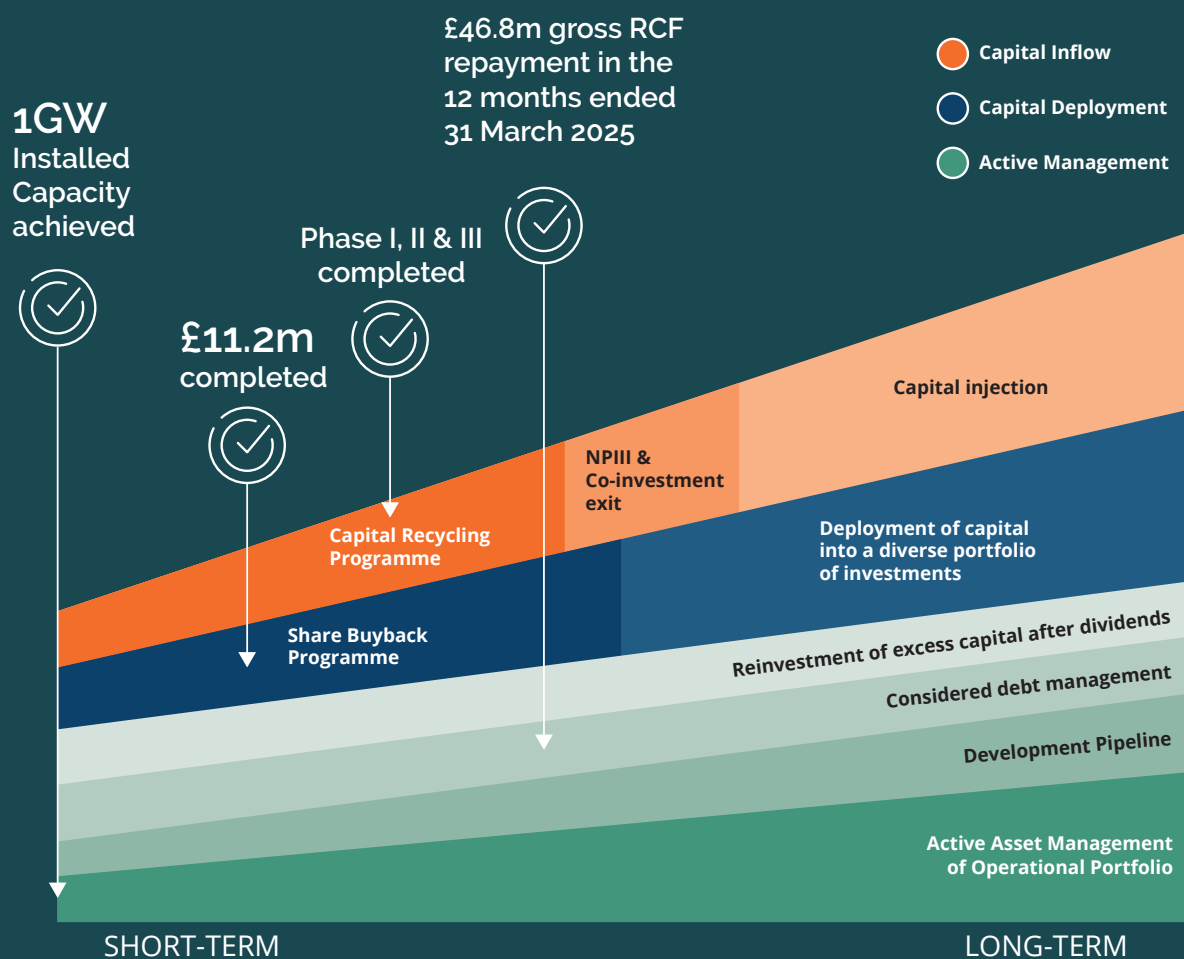 £46.8m gross RCF
repayment in the
12 months ended
31 March 2025
Capital Inflow
Capital Deployment
Active Management
1GW
Installed
Capacity
achieved
Phase I, II & III
completed
£11.2m
completed
Capital injection
NPIII &
Co-investment
exit
Capital Recycling
Programme
Deployment of capital
into a diverse portfolio
of investments
Share Buyback
Programme
Reinvestment of excess capital after dividends
Considered debt management
Development Pipeline
Active Asset Management
of Operational Portfolio
SHORT-TERM
LONG-TERM